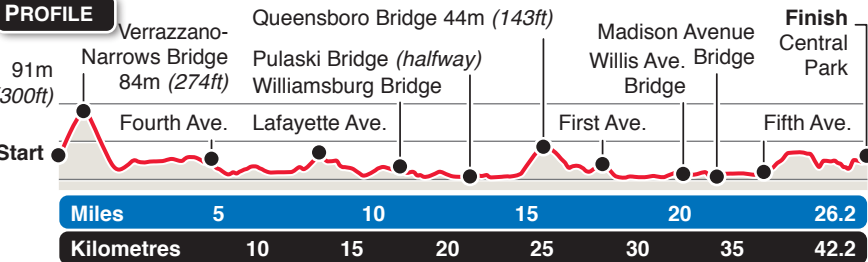 PROFILE
91m
(300ft)
Verrazzano-
Narrows Bridge
84m (274ft)
Queensboro Bridge 44m (143ft)
Pulaski Bridge (halfway)
Williamsburg Bridge
Madison Avenue
Bridge
Willis Ave.
Bridge
Finish
Central
Park
Fourth Ave.
Lafayette Ave.
First Ave.
Fifth Ave.
Start
Miles 5 10 15 20 26.2
Kilometres 10 15 20 25 30 35 42.2